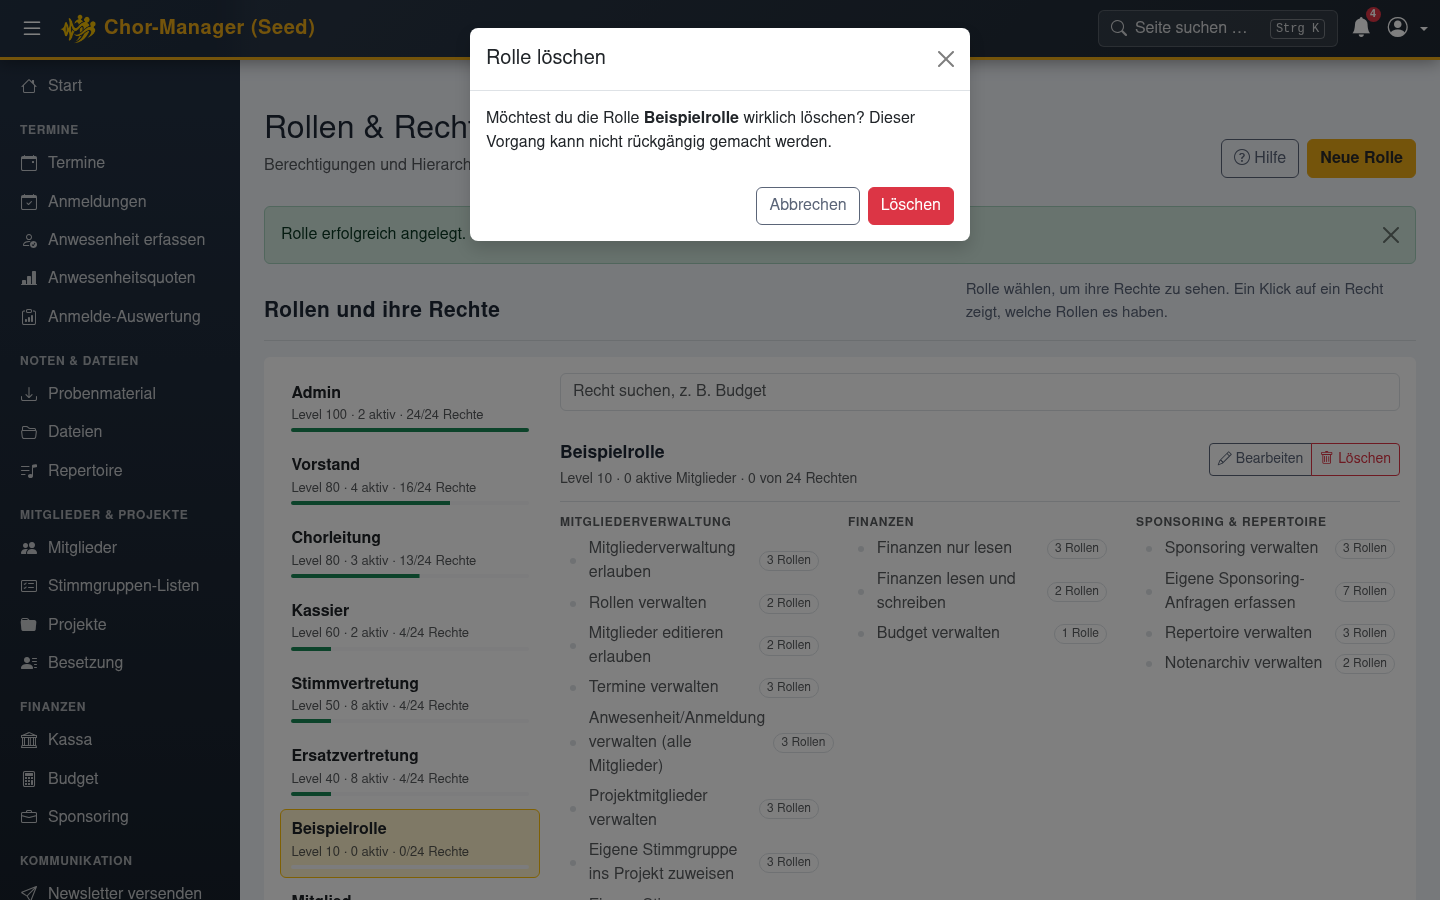 Chor-Manager (Seed)
Seite suchen ...
Strg K
4
Start
TERMINE
Termine
Anmeldungen
Anwesenheit erfassen
Anwesenheitsquoten
Anmelde-Auswertung
NOTEN & DATEIEN
Probenmaterial
Dateien
Repertoire
MITGLIEDER & PROJEKTE
Mitglieder
Stimmgruppen-Listen
Projekte
Besetzung
FINANZEN
Kassa
Budget
Sponsoring
KOMMUNIKATION
Newsletter versenden
Rolle löschen
Möchtest du die Rolle Beispielrolle wirklich löschen? Dieser
Vorgang kann nicht rückgängig gemacht werden.
Abbrechen
Löschen
Rollen & Recht
Berechtigungen und Hierarch
Hilfe
Neue Rolle
Rolle erfolgreich angelegt.
Rollen und ihre Rechte
Rolle wählen, um ihre Rechte zu sehen. Ein Klick auf ein Recht
zeigt, welche Rollen es haben.
Admin
Level 100 · 2 aktiv · 24/24 Rechte
Vorstand
Level 80 · 4 aktiv · 16/24 Rechte
Chorleitung
Level 80 · 3 aktiv · 13/24 Rechte
Kassier
Level 60 · 2 aktiv · 4/24 Rechte
Stimmvertretung
Level 50 · 8 aktiv · 4/24 Rechte
Ersatzvertretung
Level 40 · 8 aktiv · 4/24 Rechte
Beispielrolle
Level 10 · 0 aktiv · 0/24 Rechte
Mitglied
Recht suchen, z. B. Budget
Beispielrolle
Level 10 · 0 aktive Mitglieder · 0 von 24 Rechten
Bearbeiten
Löschen
MITGLIEDERVERWALTUNG
Mitgliederverwaltung
erlauben
3 Rollen
Rollen verwalten
2 Rollen
Mitglieder editieren
erlauben
2 Rollen
Termine verwalten
3 Rollen
Anwesenheit/Anmeldung
verwalten (alle
Mitglieder)
3 Rollen
Projektmitglieder
verwalten
3 Rollen
Eigene Stimmgruppe
ins Projekt zuweisen
3 Rollen
FINANZEN
Finanzen nur lesen
3 Rollen
Finanzen lesen und
schreiben
2 Rollen
Budget verwalten
1 Rolle
SPONSORING & REPERTOIRE
Sponsoring verwalten
3 Rollen
Eigene Sponsoring-
Anfragen erfassen
7 Rollen
Repertoire verwalten
3 Rollen
Notenarchiv verwalten
2 Rollen